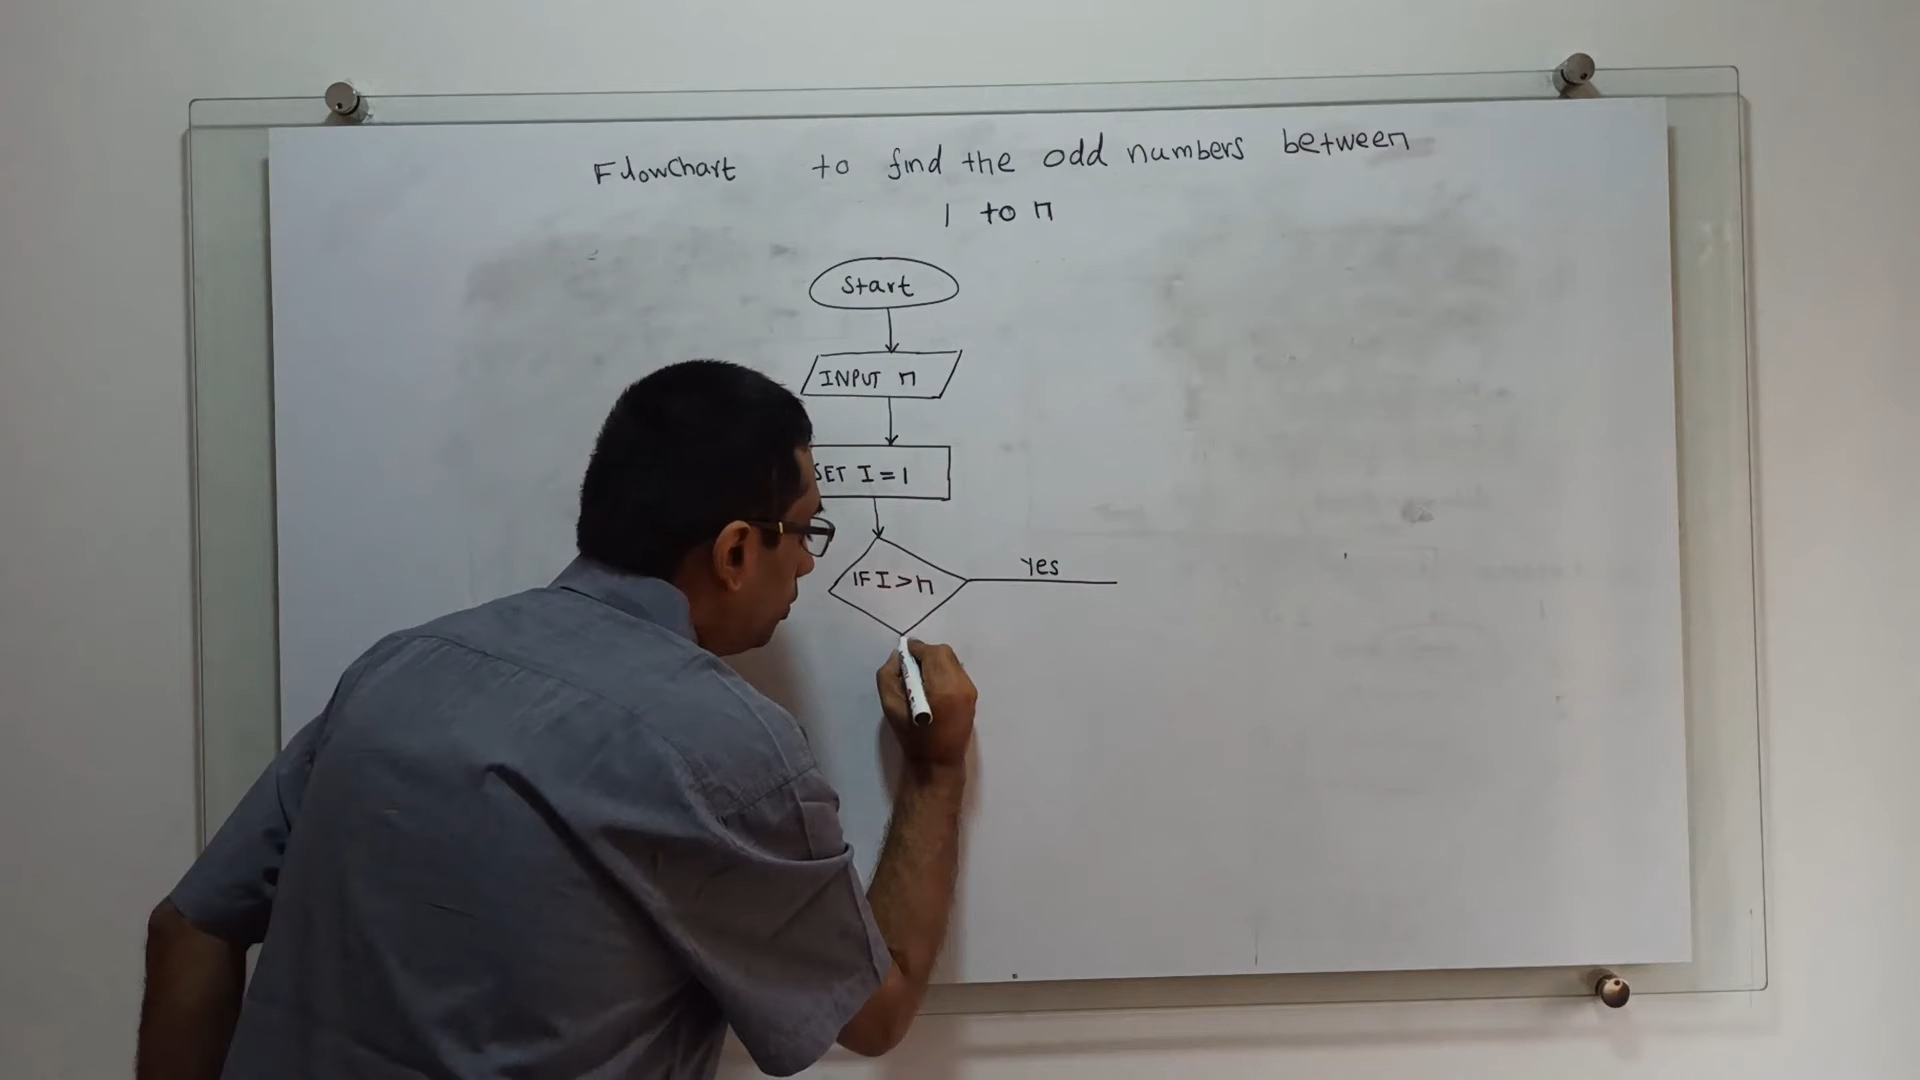 Flowchart to find the odd numbers between
1 to n
Start
INPUT n
SET I = 1
IF I > n
Yes